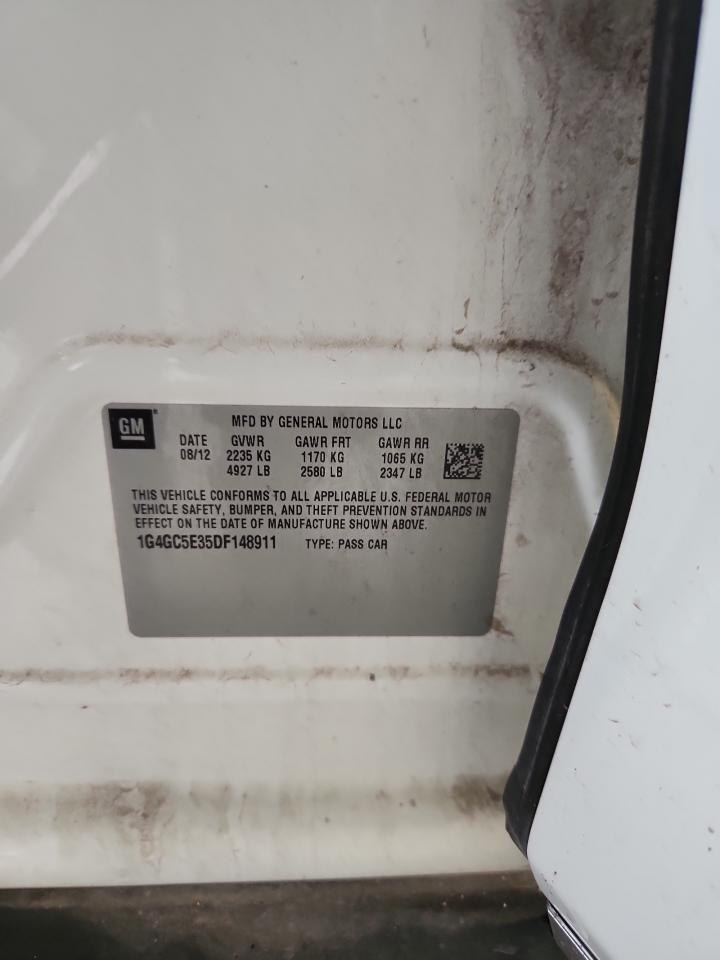 GM
MFD BY GENERAL MOTORS LLC
DATE GVWR GAWR FRT GAWR RR
08/12 2235 KG 1170 KG 1065 KG
4927 LB 2580 LB 2347 LB
THIS VEHICLE CONFORMS TO ALL APPLICABLE U.S. FEDERAL MOTOR
VEHICLE SAFETY, BUMPER, AND THEFT PREVENTION STANDARDS IN
EFFECT ON THE DATE OF MANUFACTURE SHOWN ABOVE.
1G4GC5E35DF148911 TYPE: PASS CAR